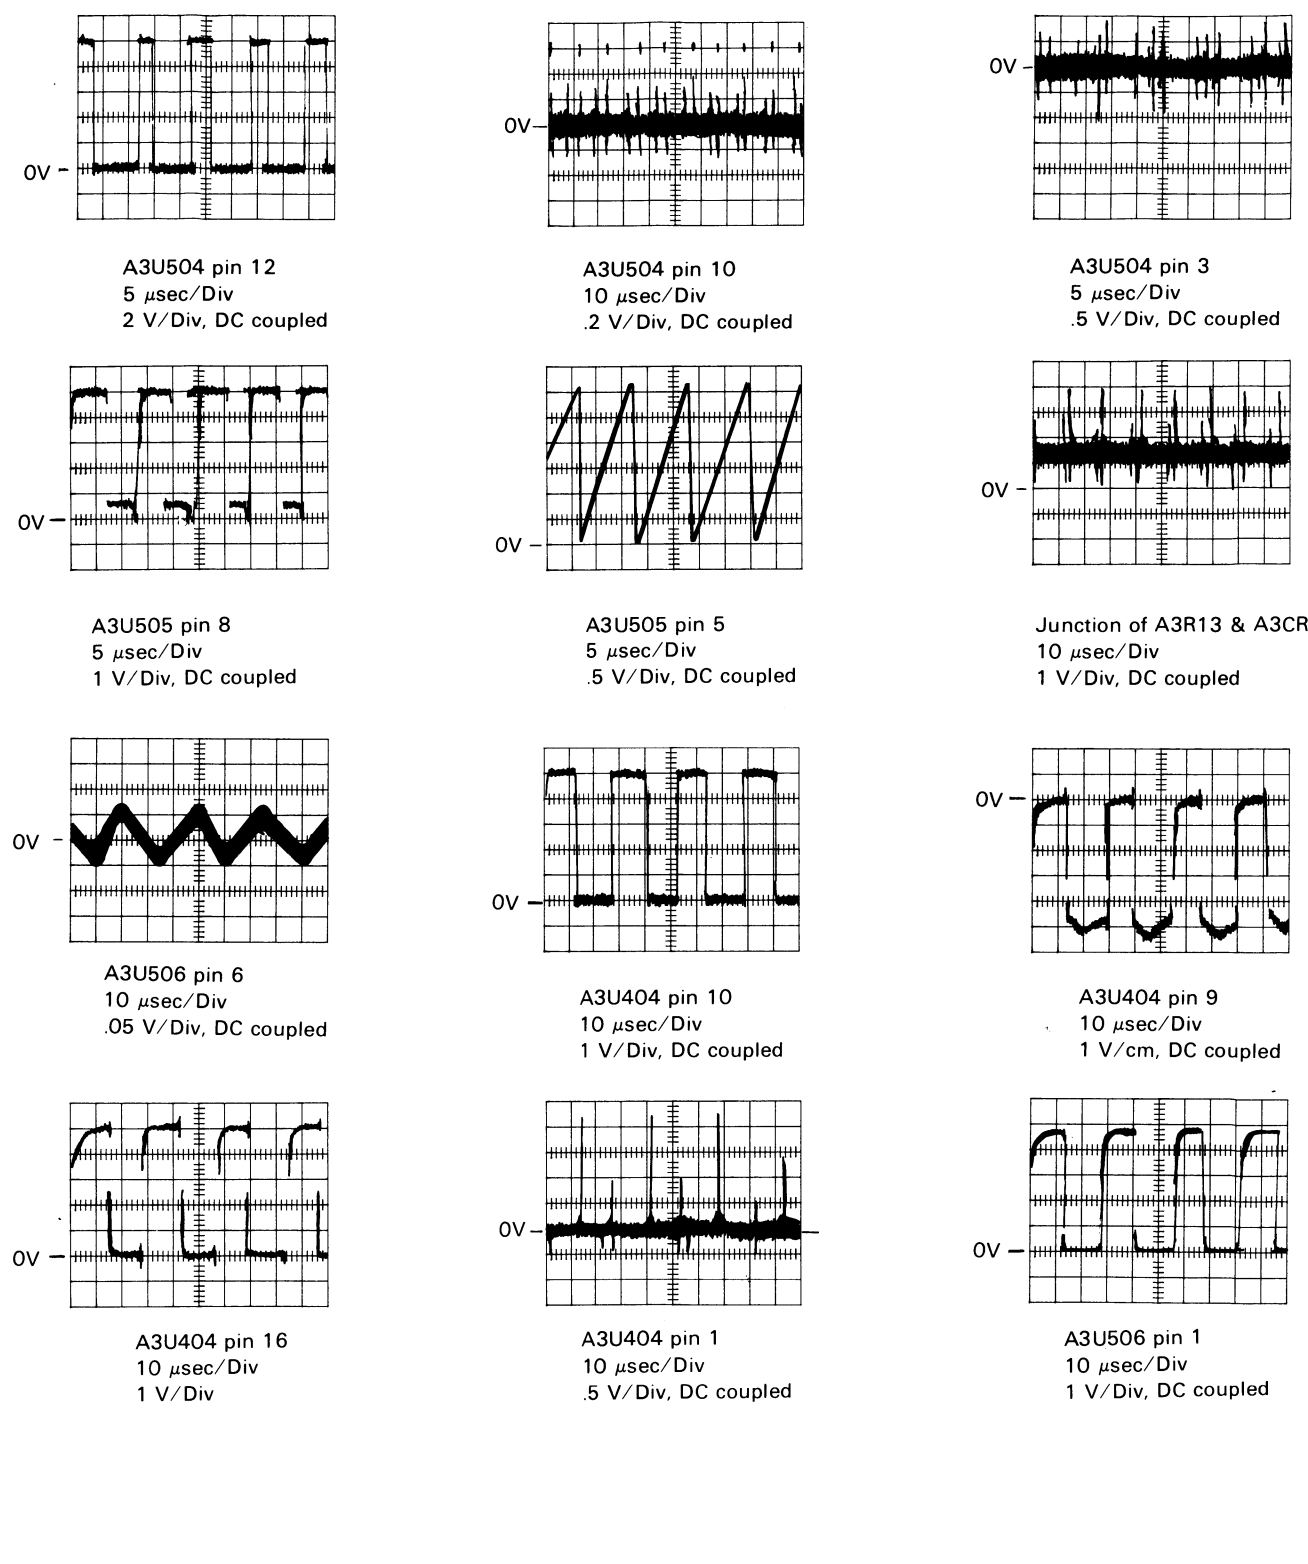 0V
A3U504 pin 12
5 μsec/Div
2 V/Div, DC coupled
0V
A3U504 pin 10
10 μsec/Div
.2 V/Div, DC coupled
0V
A3U504 pin 3
5 μsec/Div
.5 V/Div, DC coupled
0V
A3U505 pin 8
5 μsec/Div
1 V/Div, DC coupled
0V
A3U505 pin 5
5 μsec/Div
.5 V/Div, DC coupled
0V
Junction of A3R13 & A3CR
10 μsec/Div
1 V/Div, DC coupled
0V
A3U506 pin 6
10 μsec/Div
.05 V/Div, DC coupled
0V
A3U404 pin 10
10 μsec/Div
1 V/Div, DC coupled
0V
A3U404 pin 9
10 μsec/Div
1 V/cm, DC coupled
0V
A3U404 pin 16
10 μsec/Div
1 V/Div
0V
A3U404 pin 1
10 μsec/Div
.5 V/Div, DC coupled
0V
A3U506 pin 1
10 μsec/Div
1 V/Div, DC coupled